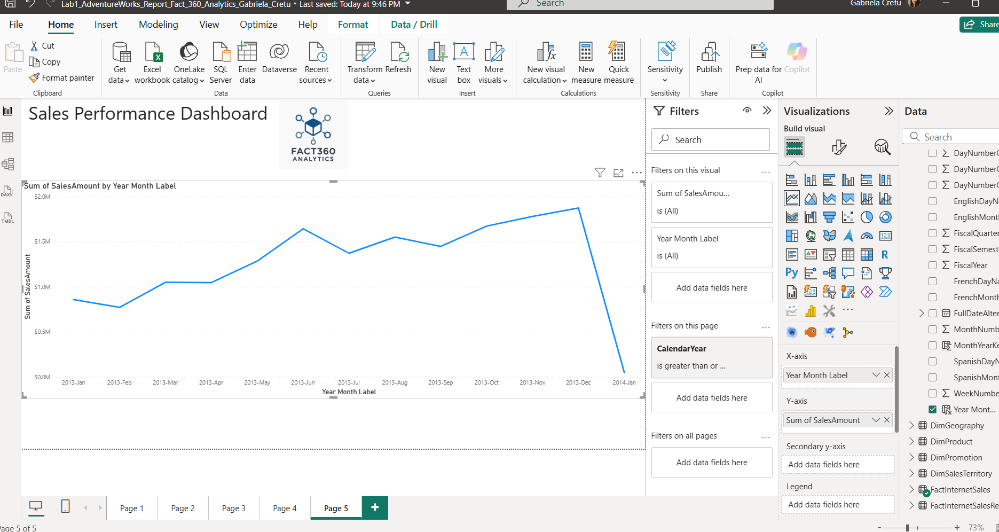 Lab1_AdventureWorks_Report_Fact_360_Analytics_Gabriela_Cretu • Last saved: Today at 9:46 PM
Search
Gabriela Cretu
File
Home
Insert
Modeling
View
Optimize
Help
Format
Data / Drill
Share
Paste
Cut
Copy
Format painter
Clipboard
Get data
Excel workbook
OneLake catalog
SQL Server
Enter data
Dataverse
Recent sources
Data
Transform data
Refresh
Queries
New visual
Text box
More visuals
Insert
New visual calculation
New measure
Quick measure
Calculations
Sensitivity
Sensitivity
Publish
Share
Prep data for AI
Copilot
Copilot
DAX
TMDL
Sales Performance Dashboard
FACT360
ANALYTICS
Sum of SalesAmount by Year Month Label
Sum of SalesAmount
$2.0M
$1.5M
$1.0M
$0.5M
$0.0M
2013-Jan
2013-Feb
2013-Mar
2013-Apr
2013-May
2013-Jun
2013-Jul
2013-Aug
2013-Sep
2013-Oct
2013-Nov
2013-Dec
2014-Jan
Year Month Label
Filters
Search
Filters on this visual
...
Sum of SalesAmou...
is (All)
Year Month Label
is (All)
Add data fields here
Filters on this page
...
CalendarYear
is greater than or ...
Add data fields here
Filters on all pages
...
Add data fields here
Visualizations
Build visual
123
R
Py
123
X-axis
Year Month Label
Y-axis
Sum of SalesAmount
Secondary y-axis
Add data fields here
Legend
Add data fields here
Data
Search
DayNumberO
DayNumberO
DayNumberO
EnglishDayN
EnglishMonth
FiscalQuarter
FiscalSemest
FiscalYear
FrenchDayNa
FrenchMonth
FullDateAlter
MonthNumb
MonthYearKe
SpanishDayN
SpanishMont
WeekNumbe
Year Mont...
DimGeography
DimProduct
DimPromotion
DimSalesTerritory
FactInternetSales
FactInternetSalesRe
Page 1
Page 2
Page 3
Page 4
Page 5
+
Page 5 of 5
- + 73%